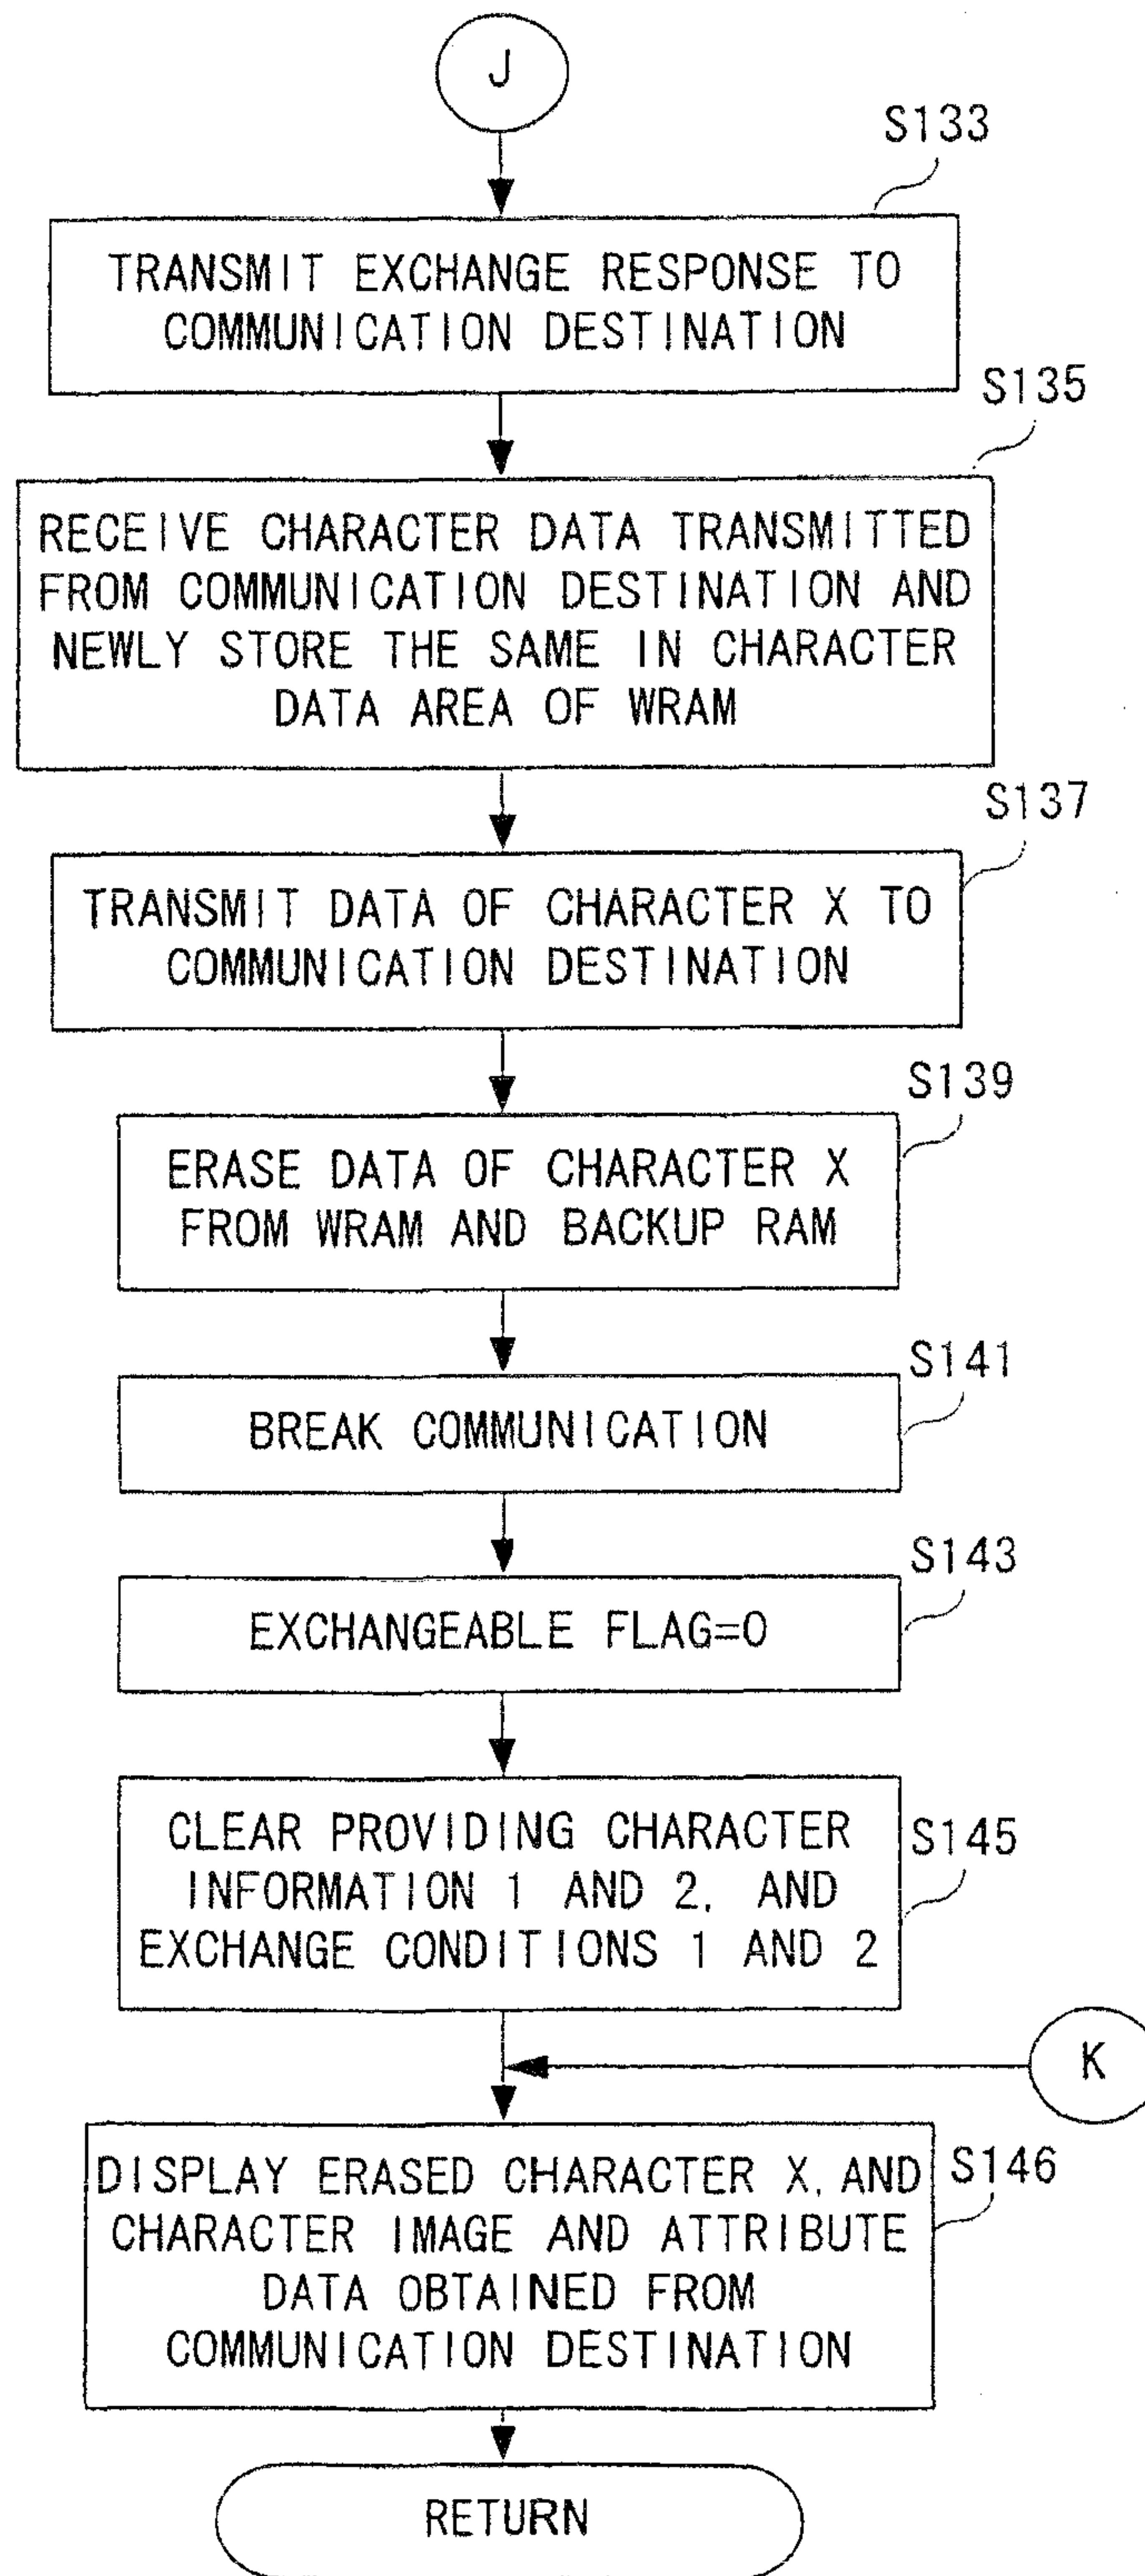 J
S133
TRANSMIT EXCHANGE RESPONSE TO
COMMUNICATION DESTINATION
S135
RECEIVE CHARACTER DATA TRANSMITTED
FROM COMMUNICATION DESTINATION AND
NEWLY STORE THE SAME IN CHARACTER
DATA AREA OF WRAM
S137
TRANSMIT DATA OF CHARACTER X TO
COMMUNICATION DESTINATION
S139
ERASE DATA OF CHARACTER X
FROM WRAM AND BACKUP RAM
S141
BREAK COMMUNICATION
S143
EXCHANGEABLE FLAG=0
S145
CLEAR PROVIDING CHARACTER
INFORMATION 1 AND 2, AND
EXCHANGE CONDITIONS 1 AND 2
K
S146
DISPLAY ERASED CHARACTER X, AND
CHARACTER IMAGE AND ATTRIBUTE
DATA OBTAINED FROM
COMMUNICATION DESTINATION
RETURN